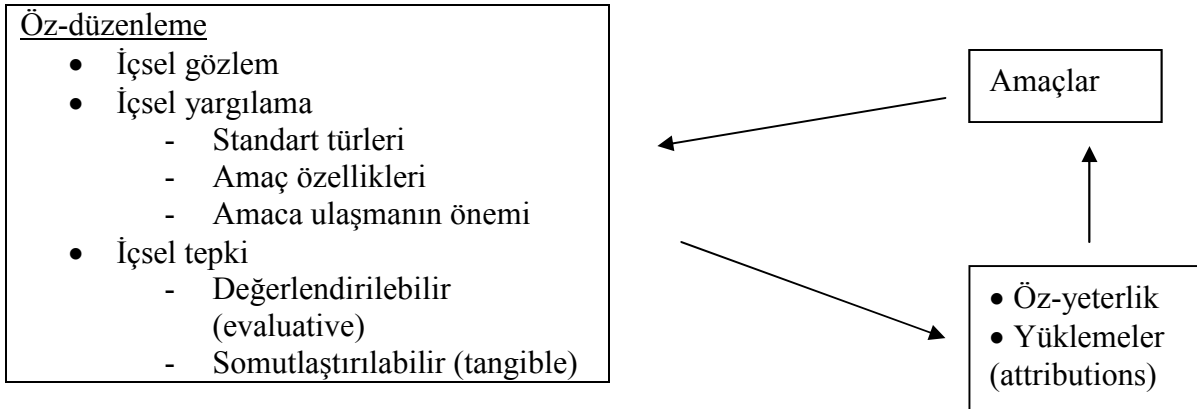 Öz-düzenleme
• İçsel gözlem
• İçsel yargılama
- Standart türleri
- Amaç özellikleri
- Amaca ulaşmanın önemi
• İçsel tepki
- Değerlendirilebilir
(evaluative)
- Somutlaştırılabilir (tangible)
Amaçlar
• Öz-yeterlik
• Yüklemeler
(attributions)